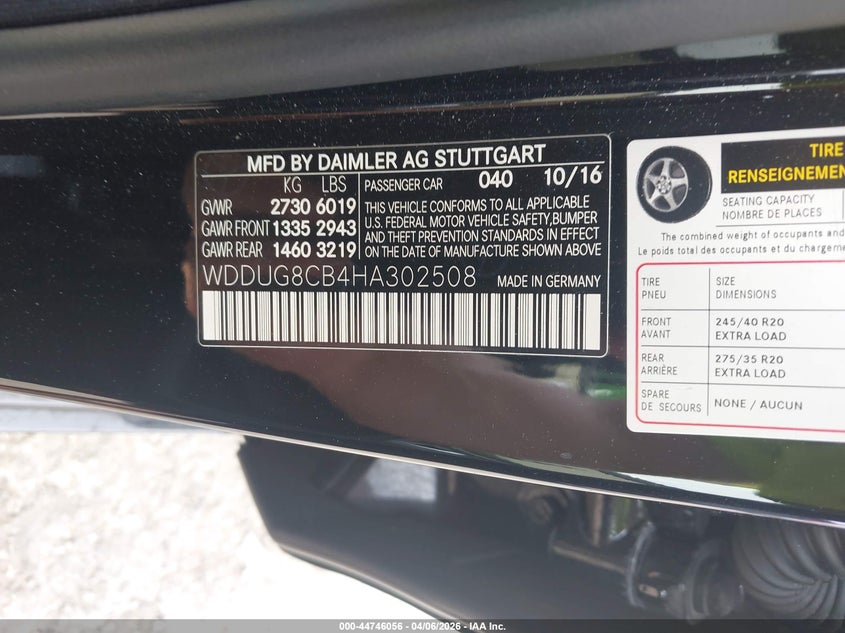 MFD BY DAIMLER AG STUTTGART
KG LBS
GVWR 2730 6019
GAWR FRONT 1335 2943
GAWR REAR 1460 3219
PASSENGER CAR 040 10/16
THIS VEHICLE CONFORMS TO ALL APPLICABLE
U.S. FEDERAL MOTOR VEHICLE SAFETY,BUMPER
AND THEFT PREVENTION STANDARDS IN EFFECT
ON THE DATE OF MANUFACTURE SHOWN ABOVE
WDDUG8CB4HA302508 MADE IN GERMANY
TIRE
RENSEIGNEMEN
SEATING CAPACITY
NOMBRE DE PLACES
The combined weight of occupants and
Le poids total des occupants et du chargeme
TIRE SIZE
PNEU DIMENSIONS
FRONT 245/40 R20
AVANT EXTRA LOAD
REAR 275/35 R20
ARRIÈRE EXTRA LOAD
SPARE
DE SECOURS NONE / AUCUN
000-44746056 - 04/06/2026 - IAAI.COM